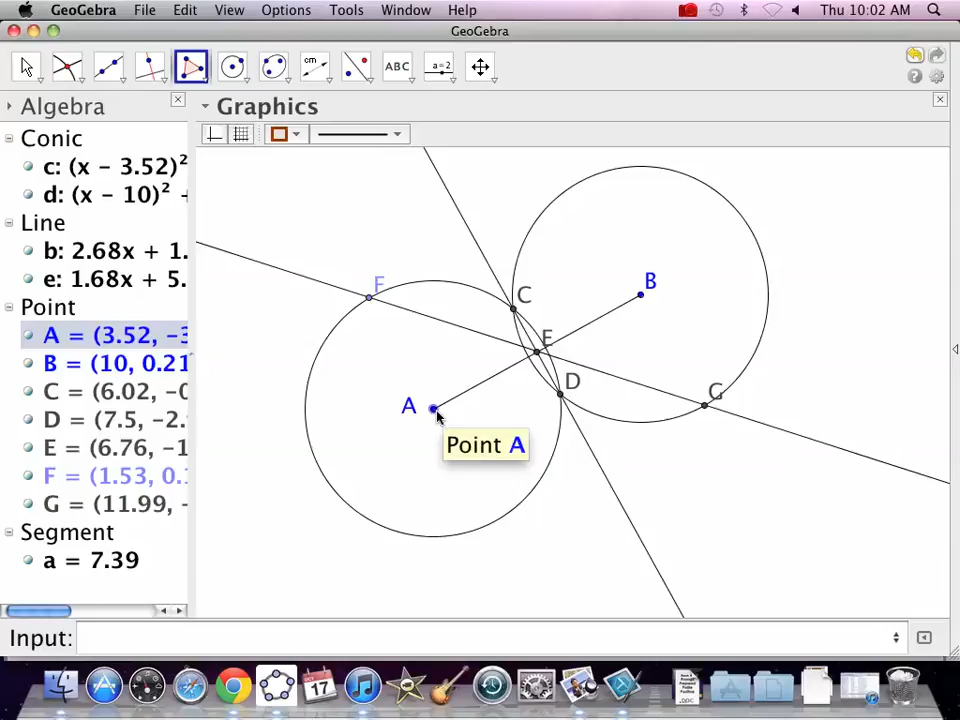 GeoGebra File Edit View Options Tools Window Help Thu 10:02 AM
GeoGebra
cm ABC a=2
Algebra
Graphics
Conic
c: (x – 3.52)²
d: (x – 10)² +
Line
b: 2.68x + 1.
e: 1.68x + 5.
Point
A = (3.52, –3
B = (10, 0.21
C = (6.02, –0
D = (7.5, –2.
E = (6.76, –1
F = (1.53, 0.1
G = (11.99, –
Segment
a = 7.39
F
C
B
E
D
G
A
Point A
Input:
OCT
17